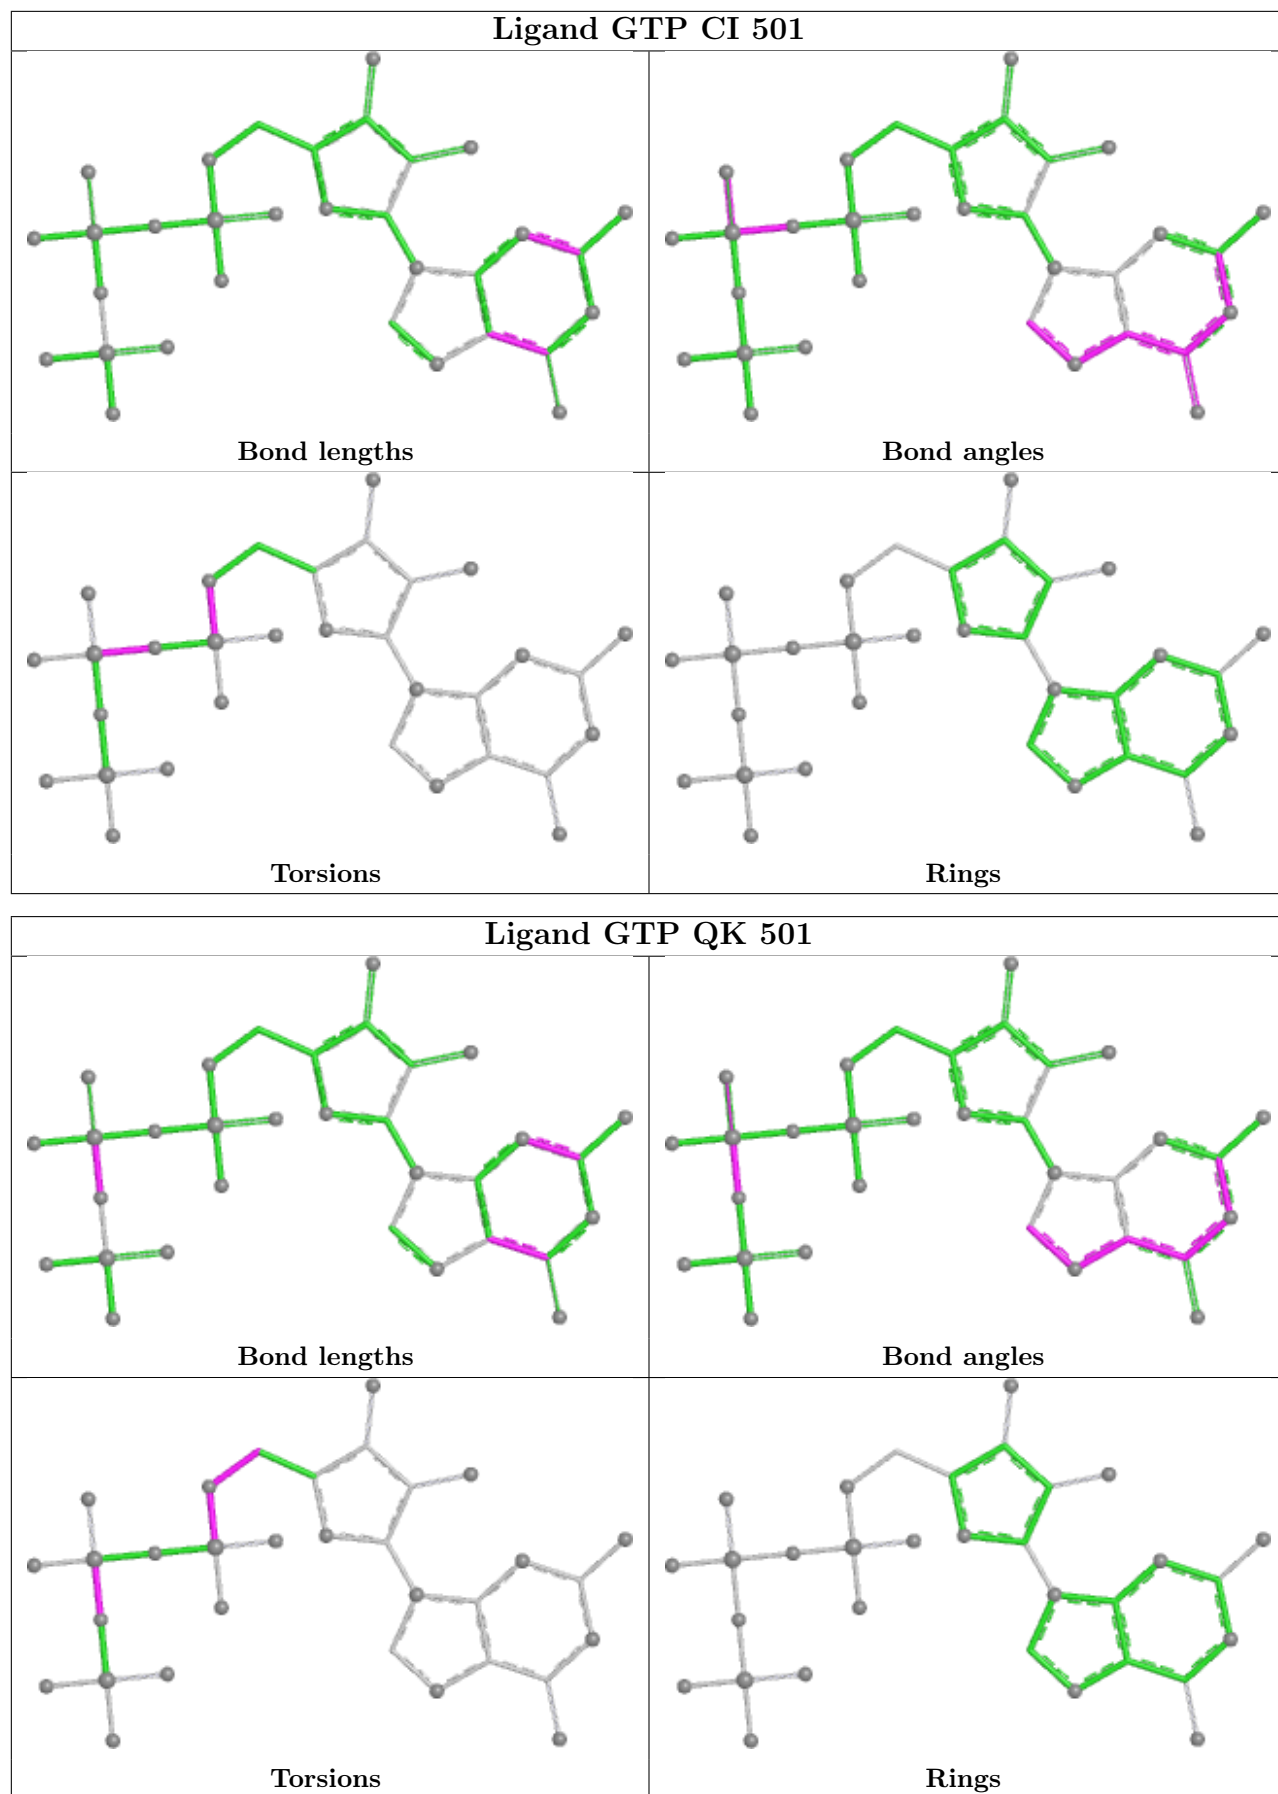 Ligand GTP CI 501
Bond lengths
Bond angles
Torsions
Rings
Ligand GTP QK 501
Bond lengths
Bond angles
Torsions
Rings